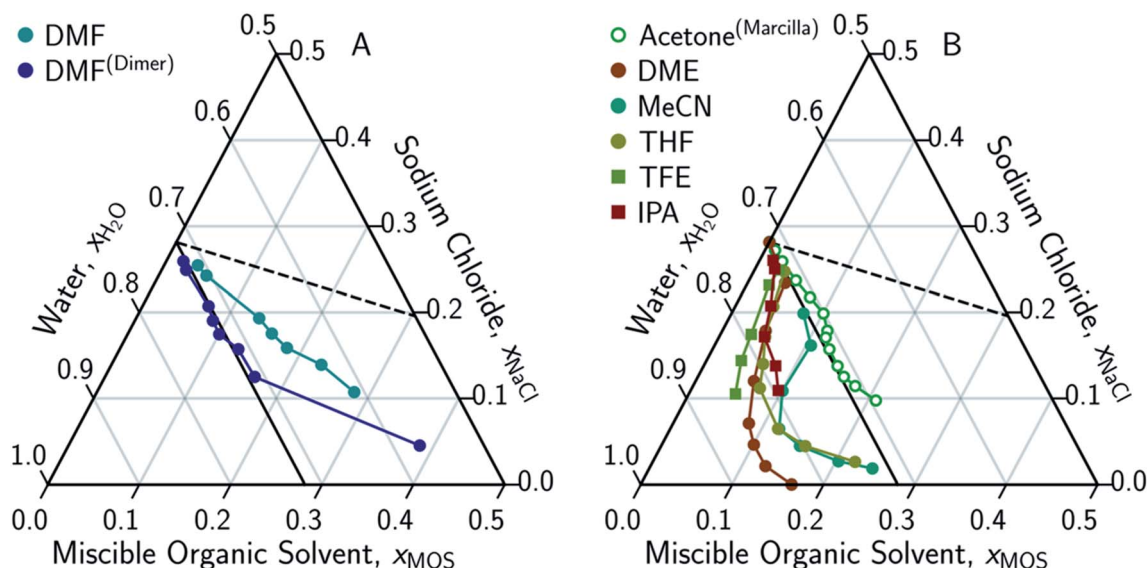 DMF
DMF(Dimer)
A
0.5
0.5
0.6
0.4
0.7
0.3
0.8
0.2
0.9
0.1
1.0
0.0
Water, xH2O
Sodium Chloride, xNaCl
0.0
0.1
0.2
0.3
0.4
0.5
Miscible Organic Solvent, xMOS
Acetone(Marcilla)
DME
MeCN
THF
TFE
IPA
B
0.5
0.5
0.6
0.4
0.7
0.3
0.8
0.2
0.9
0.1
1.0
0.0
Water, xH2O
Sodium Chloride, xNaCl
0.0
0.1
0.2
0.3
0.4
0.5
Miscible Organic Solvent, xMOS